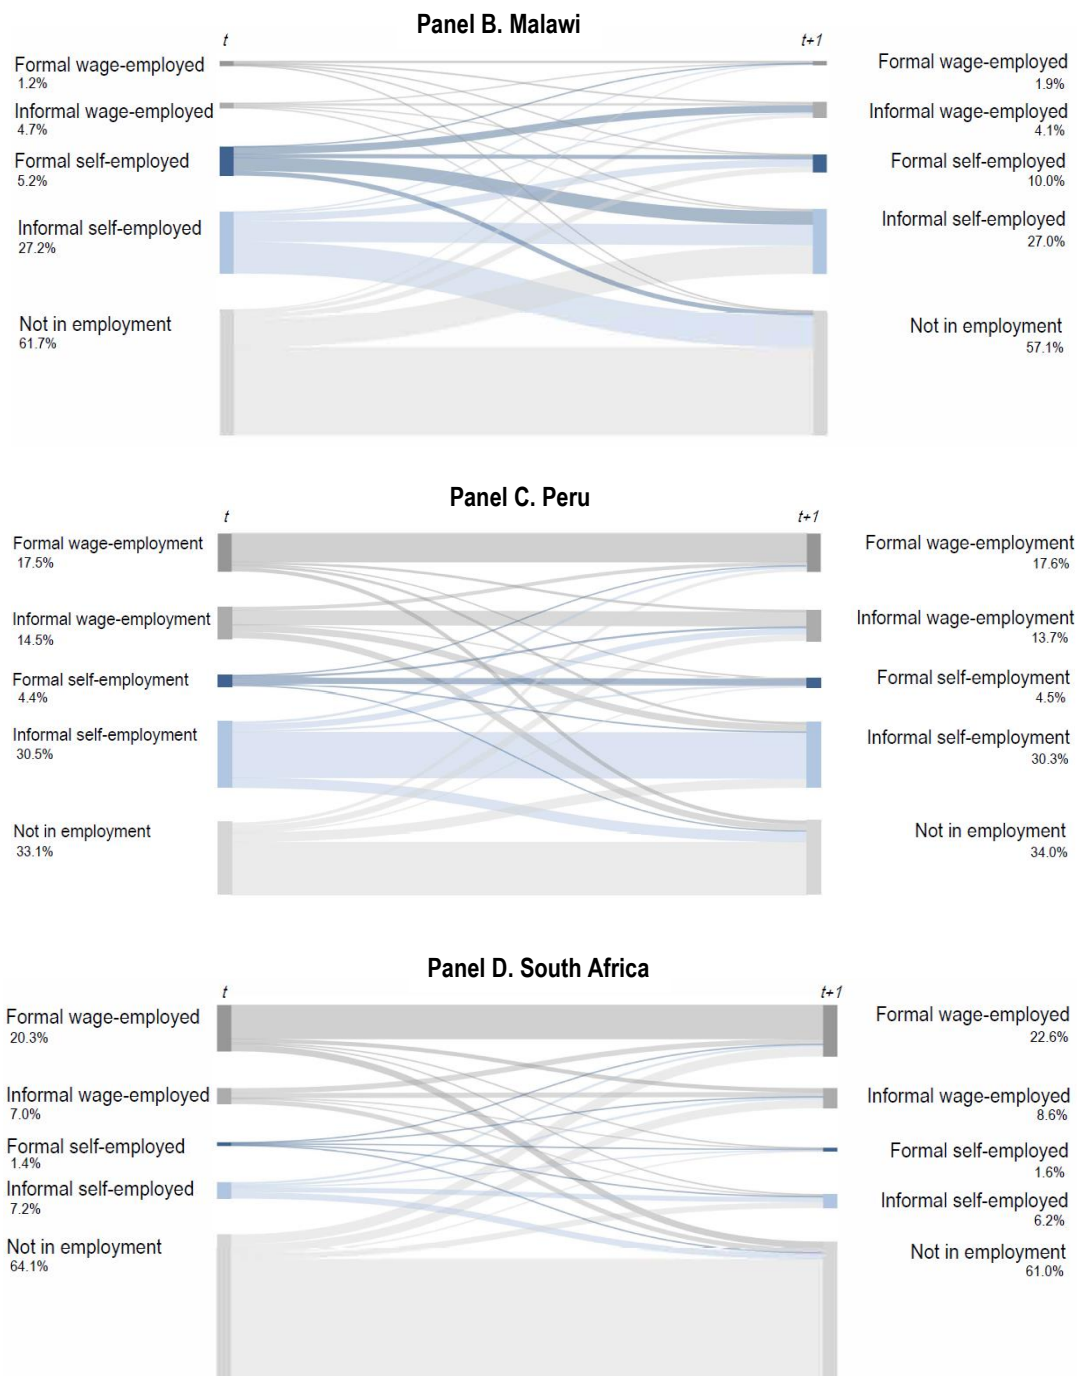 Panel B. Malawi
t
t+1
Formal wage-employed
1.2%
Informal wage-employed
4.7%
Formal self-employed
5.2%
Informal self-employed
27.2%
Not in employment
61.7%
Formal wage-employed
1.9%
Informal wage-employed
4.1%
Formal self-employed
10.0%
Informal self-employed
27.0%
Not in employment
57.1%
Panel C. Peru
t
t+1
Formal wage-employment
17.5%
Informal wage-employment
14.5%
Formal self-employment
4.4%
Informal self-employment
30.5%
Not in employment
33.1%
Formal wage-employment
17.6%
Informal wage-employment
13.7%
Formal self-employment
4.5%
Informal self-employment
30.3%
Not in employment
34.0%
Panel D. South Africa
t
t+1
Formal wage-employed
20.3%
Informal wage-employed
7.0%
Formal self-employed
1.4%
Informal self-employed
7.2%
Not in employment
64.1%
Formal wage-employed
22.6%
Informal wage-employed
8.6%
Formal self-employed
1.6%
Informal self-employed
6.2%
Not in employment
61.0%